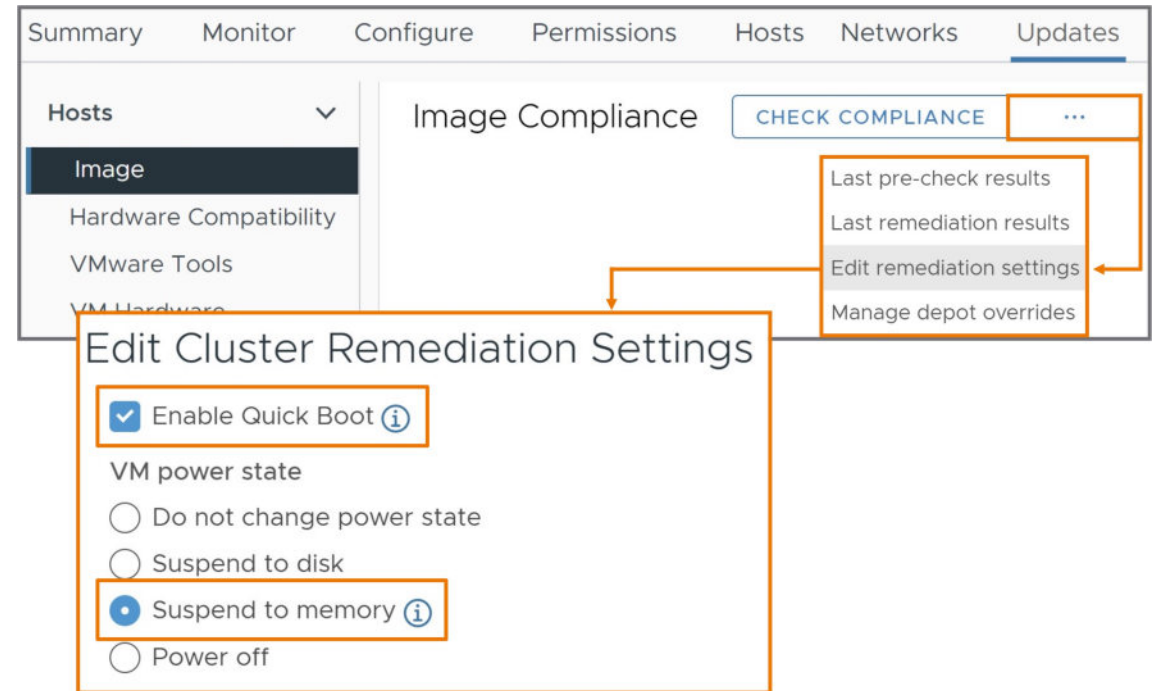 Summary Monitor Configure Permissions Hosts Networks Updates
Hosts
Image Compliance CHECK COMPLIANCE ...
Image
Last pre-check results
Hardware Compatibility
Last remediation results
VMware Tools
Edit remediation settings
VM Hardware
Manage depot overrides
Edit Cluster Remediation Settings
Enable Quick Boot
VM power state
Do not change power state
Suspend to disk
Suspend to memory
Power off